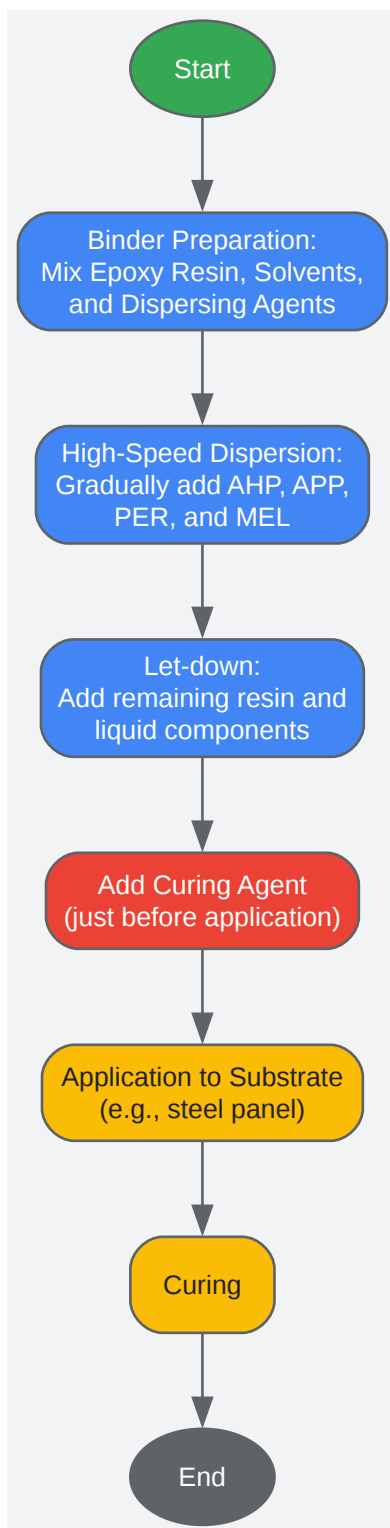 Start
Binder Preparation:
Mix Epoxy Resin, Solvents,
and Dispersing Agents
High-Speed Dispersion:
Gradually add AHP, APP,
PER, and MEL
Let-down:
Add remaining resin and
liquid components
Add Curing Agent
(just before application)
Application to Substrate
(e.g., steel panel)
Curing
End